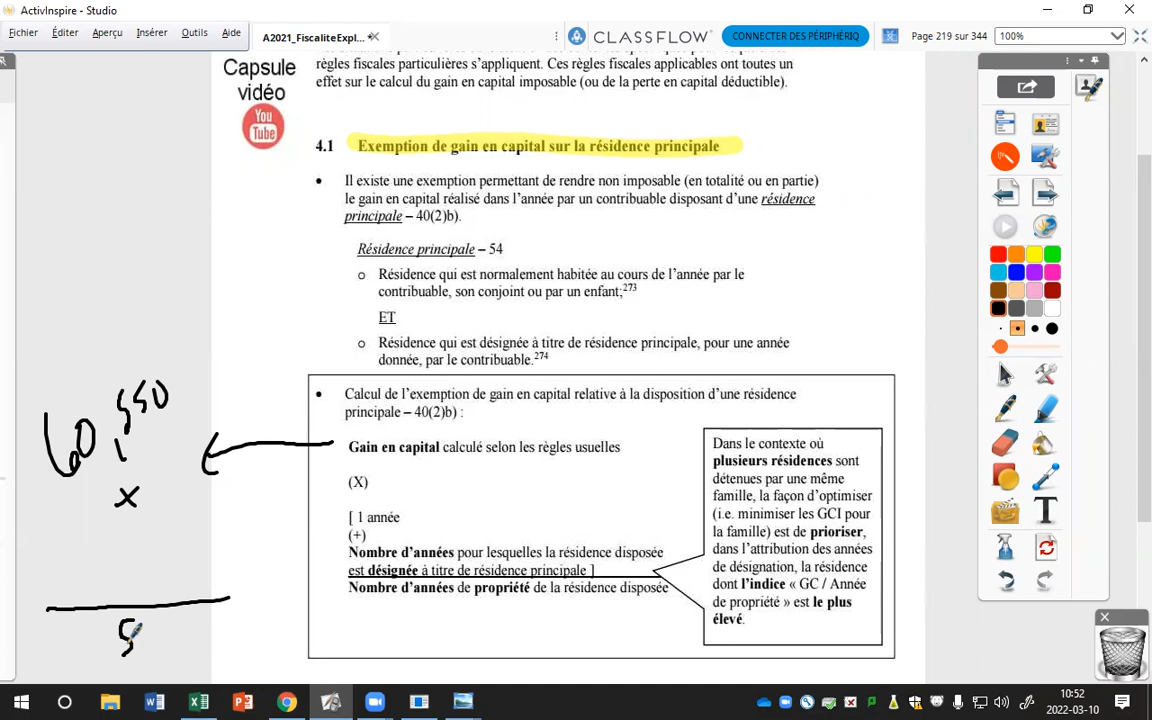 ActivInspire - Studio
Fichier Éditer Aperçu Insérer Outils Aide
A2021_FiscaliteExpl...
CLASSFLOW
CONNECTER DES PÉRIPHÉRIQ
Page 219 sur 344
100%
Capsule
vidéo
You
Tube
règles fiscales particulières s'appliquent. Ces règles fiscales applicables ont toutes un
effet sur le calcul du gain en capital imposable (ou de la perte en capital déductible).
4.1 Exemption de gain en capital sur la résidence principale
• Il existe une exemption permettant de rendre non imposable (en totalité ou en partie)
le gain en capital réalisé dans l'année par un contribuable disposant d'une résidence
principale – 40(2)b).
Résidence principale – 54
o Résidence qui est normalement habitée au cours de l'année par le
contribuable, son conjoint ou par un enfant;273
ET
o Résidence qui est désignée à titre de résidence principale, pour une année
donnée, par le contribuable.274
• Calcul de l'exemption de gain en capital relative à la disposition d'une résidence
principale – 40(2)b) :
Gain en capital calculé selon les règles usuelles
(X)
[ 1 année
(+)
Nombre d'années pour lesquelles la résidence disposée
est désignée à titre de résidence principale ]
Nombre d'années de propriété de la résidence disposée
Dans le contexte où
plusieurs résidences sont
détenues par une même
famille, la façon d'optimiser
(i.e. minimiser les GCI pour
la famille) est de prioriser,
dans l'attribution des années
de désignation, la résidence
dont l'indice « GC / Année
de propriété » est le plus
élevé.
60
x
5
T
10:52
2022-03-10